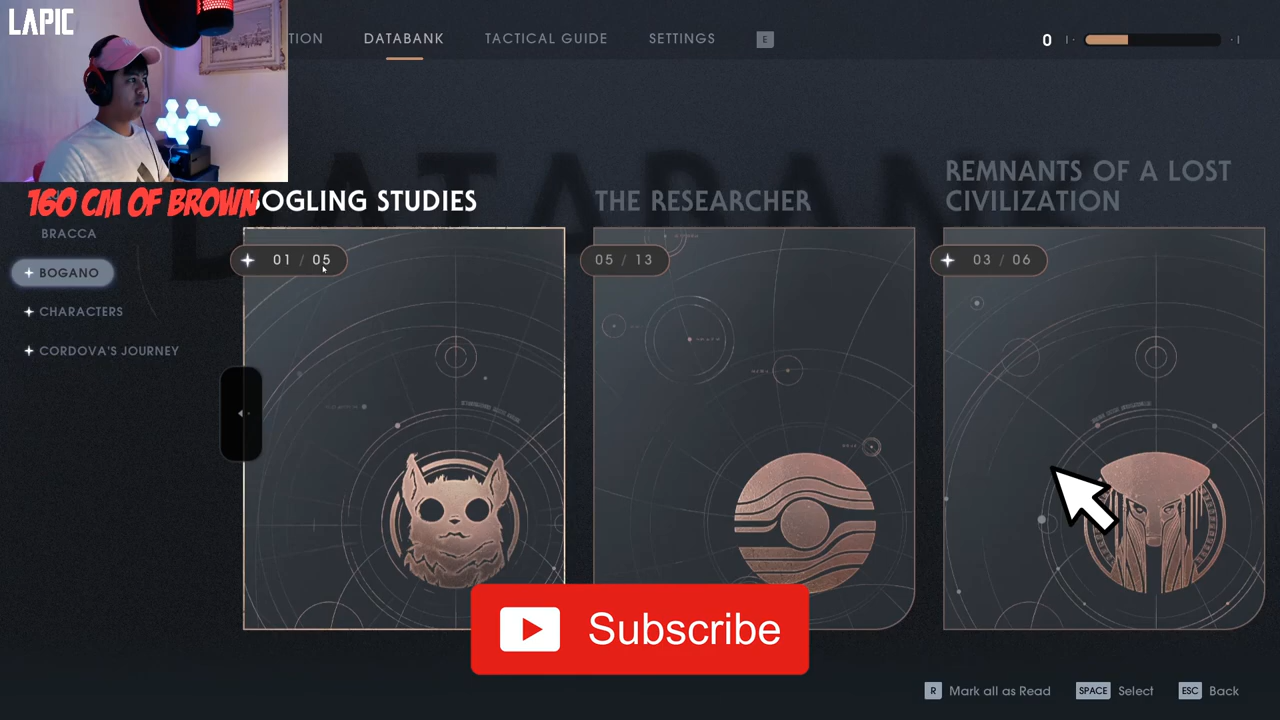 LAPIC
TION
DATABANK
TACTICAL GUIDE
SETTINGS
E
0
DATABANK
160 CM OF BROWN
BRACCA
BOGANO
CHARACTERS
CORDOVA'S JOURNEY
BOGLING STUDIES
01 / 05
THE RESEARCHER
05 / 13
REMNANTS OF A LOST
CIVILIZATION
03 / 06
Subscribe
R Mark all as Read
SPACE Select
ESC Back